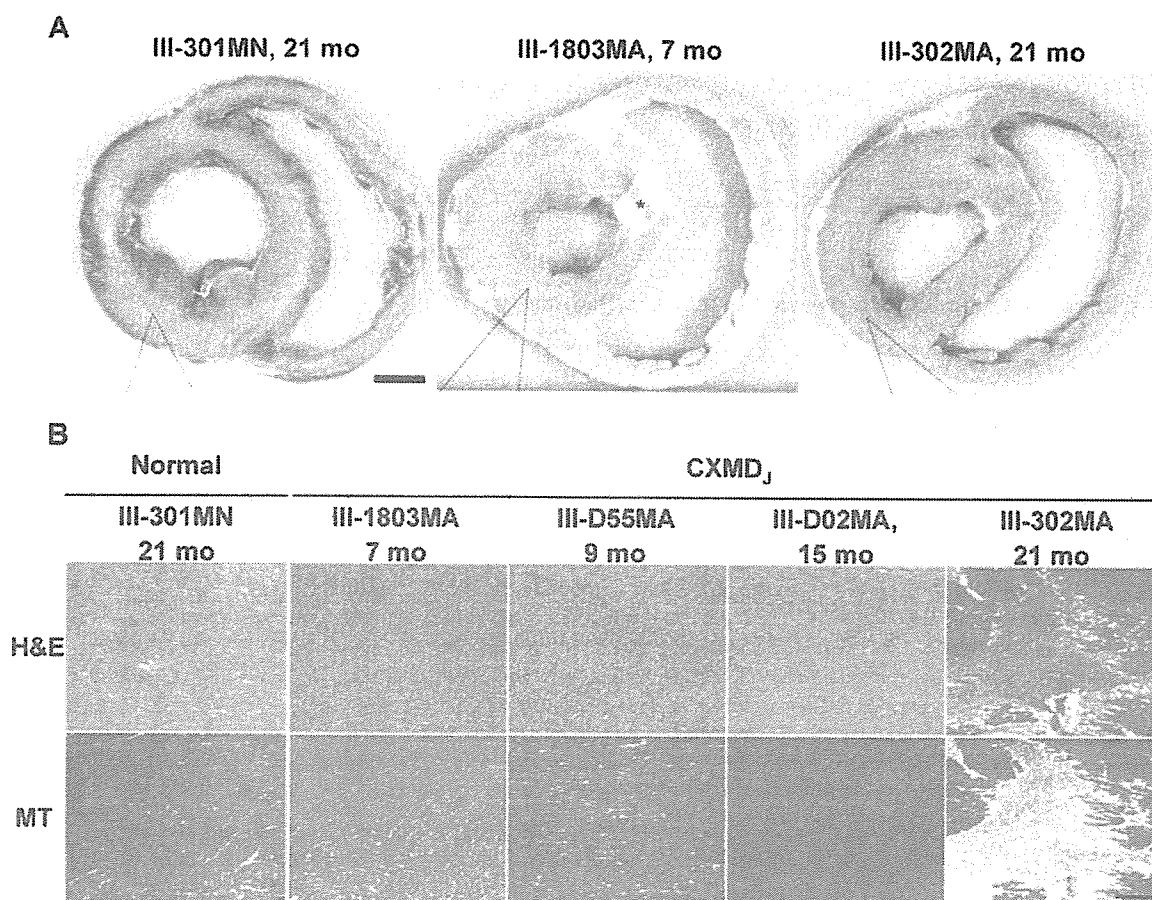 A
III-301MN, 21 mo
III-1803MA, 7 mo
III-302MA, 21 mo
*
B
Normal
CXMDJ
III-301MN
21 mo
III-1803MA
7 mo
III-D55MA
9 mo
III-D02MA,
15 mo
III-302MA
21 mo
H&E
MT